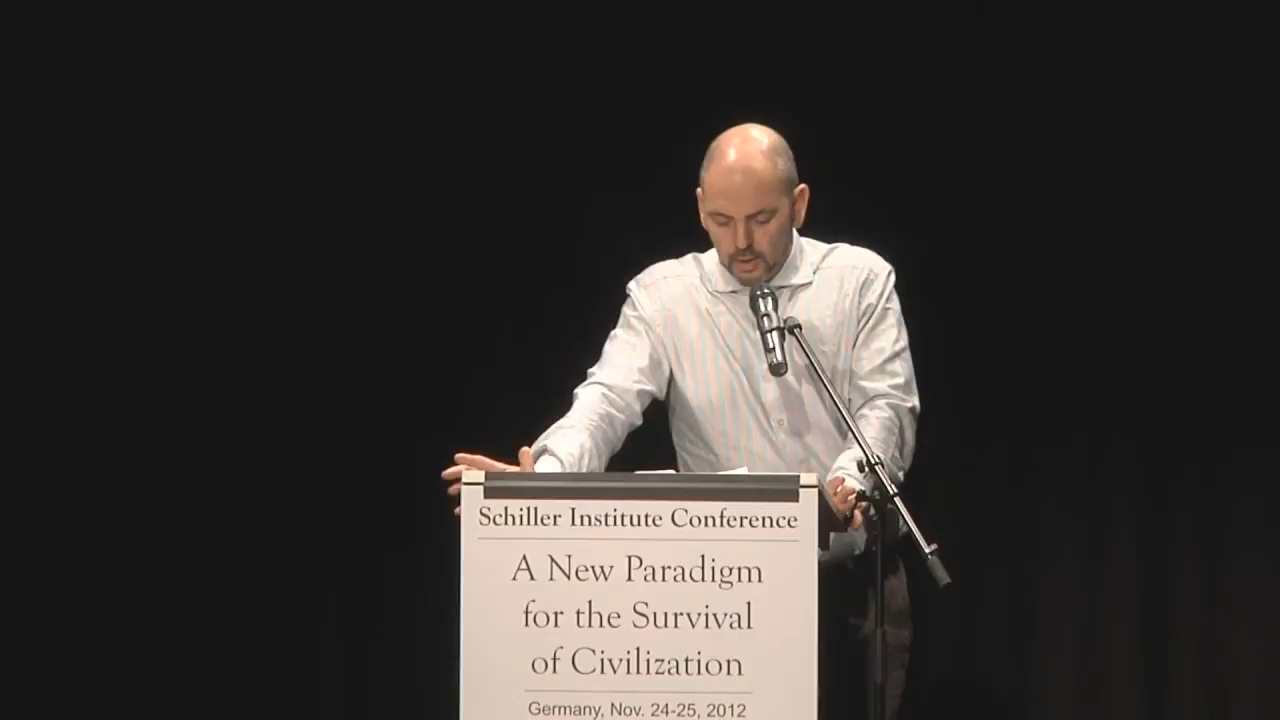 Schiller Institute Conference
A New Paradigm
for the Survival
of Civilization
Germany, Nov. 24-25, 2012